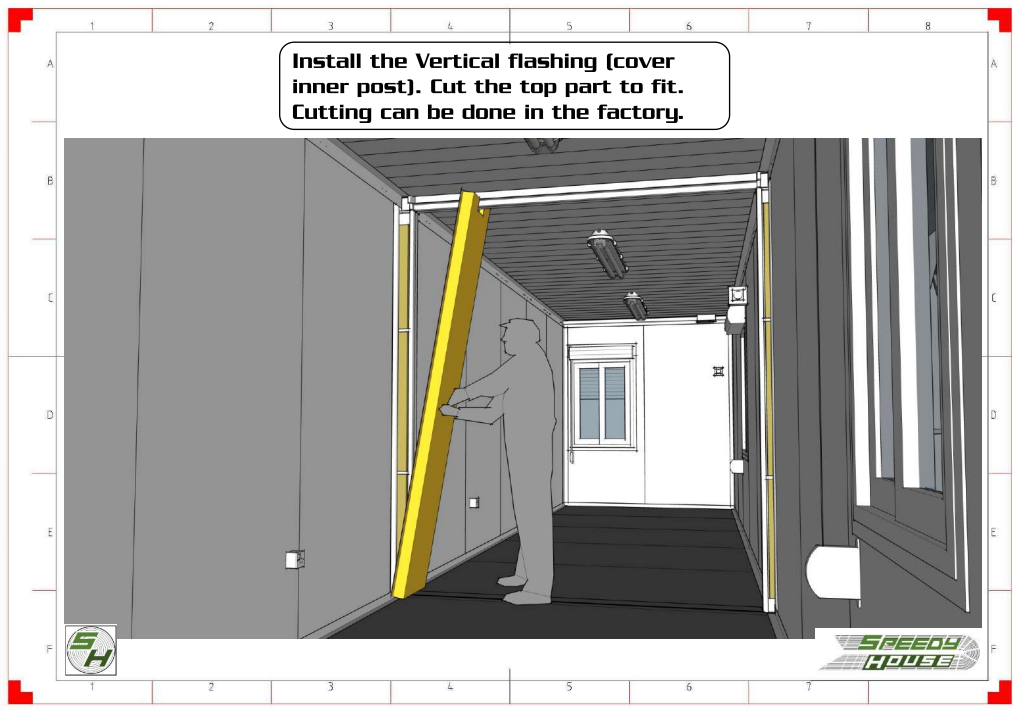 1 2 3 4 5 6 7 8
Install the Vertical flashing (cover
inner post). Cut the top part to fit.
Cutting can be done in the factory.
A A
B B
C C
D D
E E
F F
SH
SPEEDY
HOUSE
1 2 3 4 5 6 7